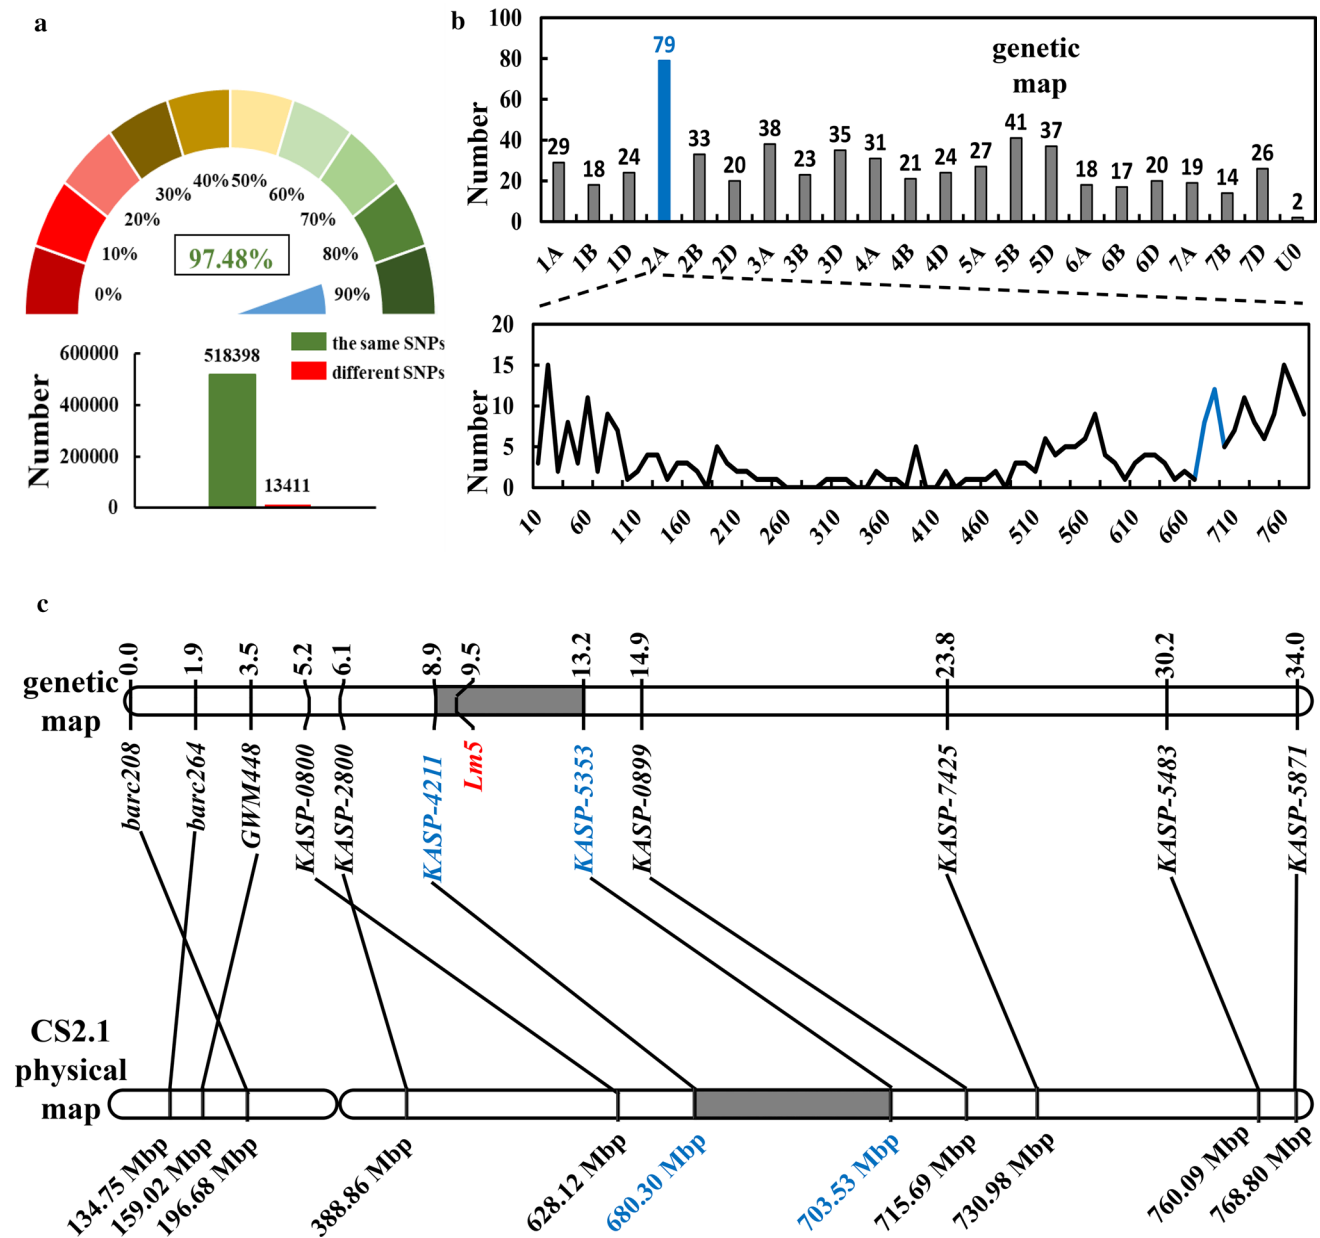 a
0%
10%
20%
30%
40%
50%
60%
70%
80%
90%
97.48%
the same SNPs
different SNPs
Number
600000
400000
200000
0
518398
13411
b
genetic
map
Number
100
80
60
40
20
0
29
18
24
79
33
20
38
23
35
31
21
24
27
41
37
18
17
20
19
14
26
2
1A
1B
1D
2A
2B
2D
3A
3B
3D
4A
4B
4D
5A
5B
5D
6A
6B
6D
7A
7B
7D
U0
Number
20
15
10
5
0
10
60
110
160
210
260
310
360
410
460
510
560
610
660
710
760
c
genetic
map
0.0
1.9
3.5
5.2
6.1
8.9
9.5
13.2
14.9
23.8
30.2
34.0
barc208
barc264
GWM448
KASP-0800
KASP-2800
KASP-4211
Lm5
KASP-5353
KASP-0899
KASP-7425
KASP-5483
KASP-5871
CS2.1
physical
map
134.75 Mbp
159.02 Mbp
196.68 Mbp
388.86 Mbp
628.12 Mbp
680.30 Mbp
703.53 Mbp
715.69 Mbp
730.98 Mbp
760.09 Mbp
768.80 Mbp